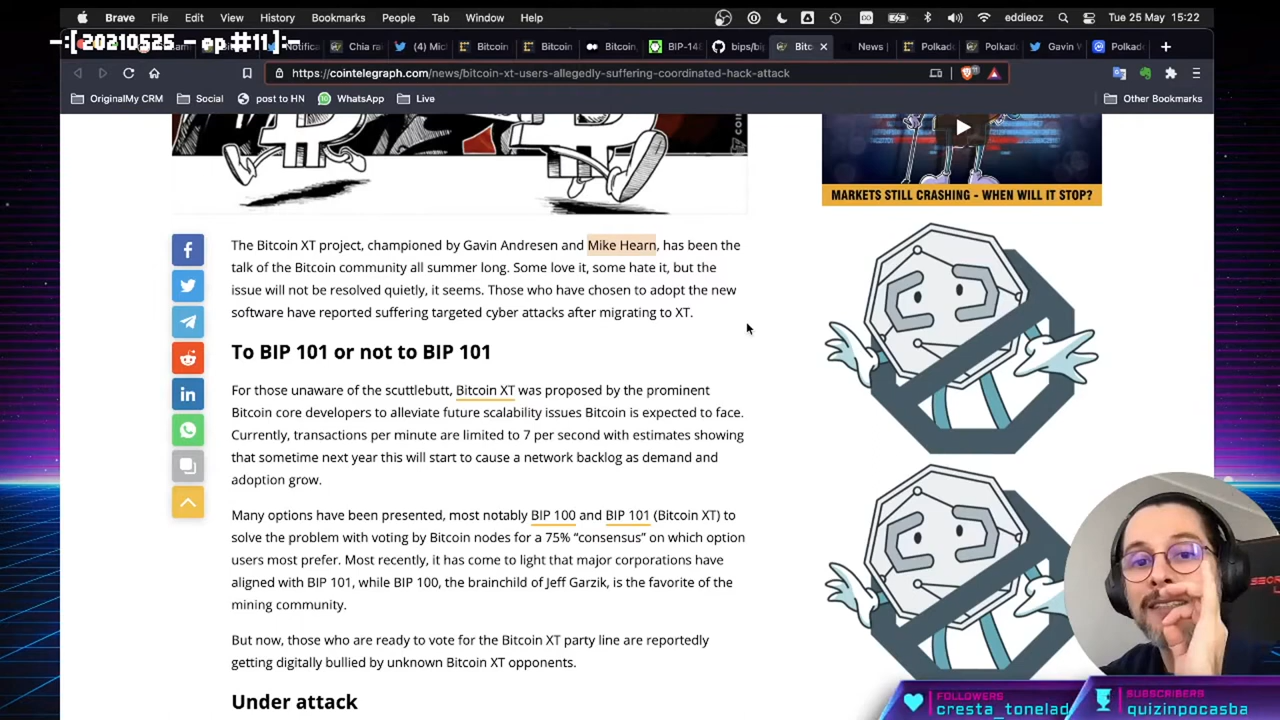 Brave File Edit View History Bookmarks People Tab Window Help
eddieoz Tue 25 May 15:22
~:[ 20210525 - ep #11 ]:~
Notifica
Chia ra
(4) Mic
Bitcoin
Bitcoin
Bitcoin,
BIP-14
bips/bi
Bitc
News |
Polkad
Polkad
Gavin
Polkad
https://cointelegraph.com/news/bitcoin-xt-users-allegedly-suffering-coordinated-hack-attack
OriginalMy CRM Social post to HN WhatsApp Live Other Bookmarks
MARKETS STILL CRASHING - WHEN WILL IT STOP?
The Bitcoin XT project, championed by Gavin Andresen and Mike Hearn, has been the
talk of the Bitcoin community all summer long. Some love it, some hate it, but the
issue will not be resolved quietly, it seems. Those who have chosen to adopt the new
software have reported suffering targeted cyber attacks after migrating to XT.
To BIP 101 or not to BIP 101
For those unaware of the scuttlebutt, Bitcoin XT was proposed by the prominent
Bitcoin core developers to alleviate future scalability issues Bitcoin is expected to face.
Currently, transactions per minute are limited to 7 per second with estimates showing
that sometime next year this will start to cause a network backlog as demand and
adoption grow.
Many options have been presented, most notably BIP 100 and BIP 101 (Bitcoin XT) to
solve the problem with voting by Bitcoin nodes for a 75% “consensus” on which option
users most prefer. Most recently, it has come to light that major corporations have
aligned with BIP 101, while BIP 100, the brainchild of Jeff Garzik, is the favorite of the
mining community.
But now, those who are ready to vote for the Bitcoin XT party line are reportedly
getting digitally bullied by unknown Bitcoin XT opponents.
Under attack
FOLLOWERS
cresta_tonelad
SUBSCRIBERS
quizinpocasba